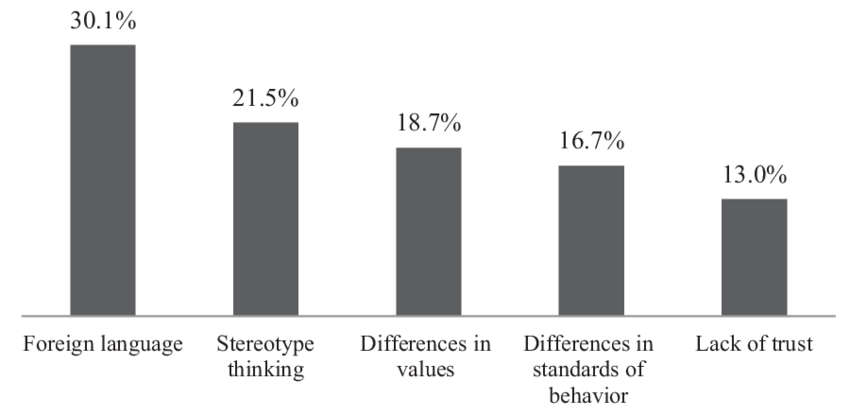 30.1%
21.5%
18.7%
16.7%
13.0%
Foreign language
Stereotype
thinking
Differences in
values
Differences in
standards of
behavior
Lack of trust